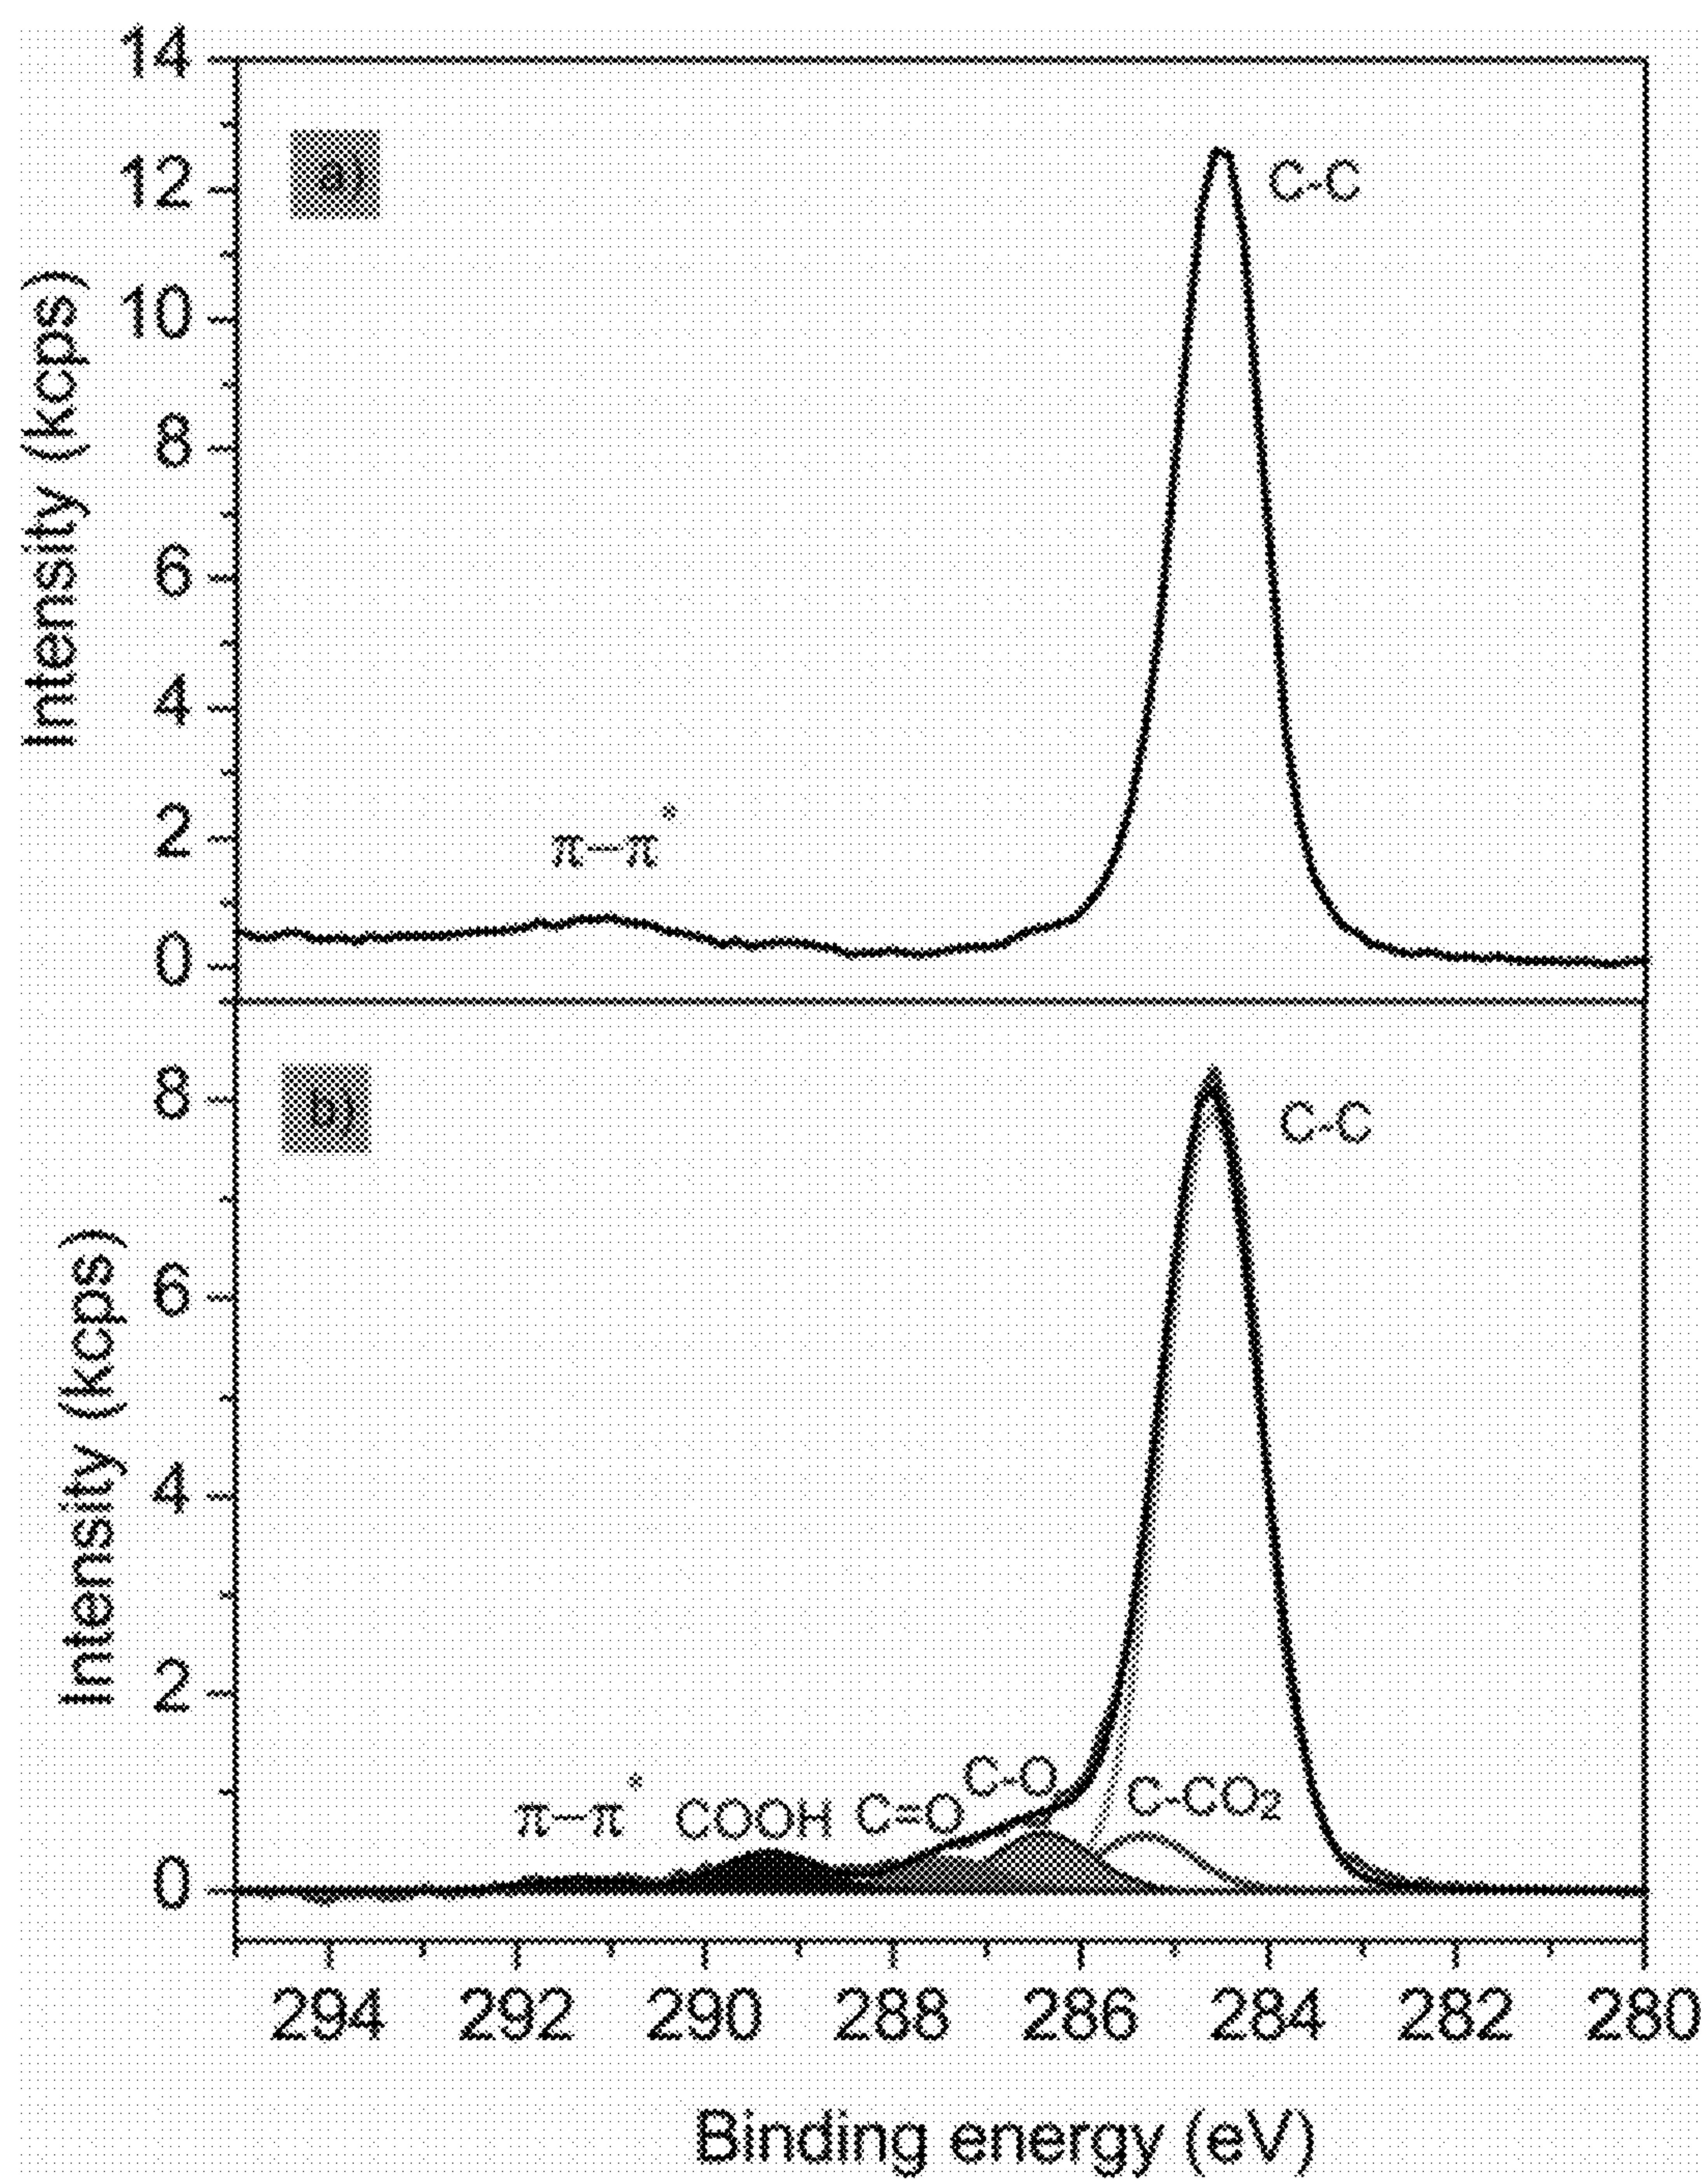 14
12
10
8
6
4
2
0
Intensity (kcps)
a)
C-C
π–π*
8
6
4
2
0
Intensity (kcps)
b)
C-C
π–π*
COOH
C=O
C-O
C-CO₂
294 292 290 288 286 284 282 280
Binding energy (eV)